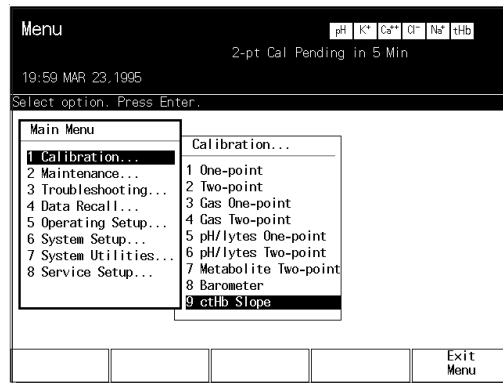 Menu
pH K⁺ Ca⁺⁺ Cl⁻ Na⁺ tHb
2-pt Cal Pending in 5 Min
19:59 MAR 23,1995
Select option. Press Enter.
Main Menu
1 Calibration...
2 Maintenance...
3 Troubleshooting...
4 Data Recall...
5 Operating Setup...
6 System Setup...
7 System Utilities...
8 Service Setup...
Calibration...
1 One-point
2 Two-point
3 Gas One-point
4 Gas Two-point
5 pH/lytes One-point
6 pH/lytes Two-point
7 Metabolite Two-point
8 Barometer
9 ctHb Slope
Exit
Menu